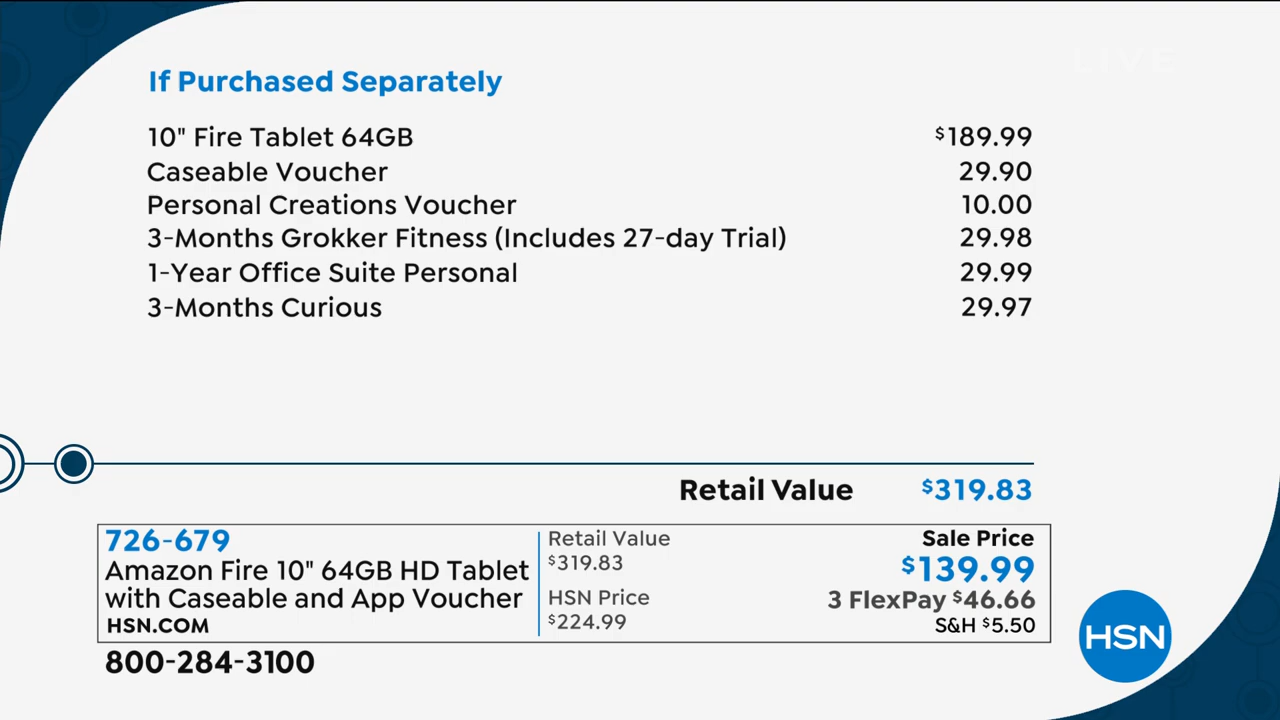 LIVE
If Purchased Separately
10" Fire Tablet 64GB $189.99
Caseable Voucher 29.90
Personal Creations Voucher 10.00
3-Months Grokker Fitness (Includes 27-day Trial) 29.98
1-Year Office Suite Personal 29.99
3-Months Curious 29.97
Retail Value $319.83
726-679
Amazon Fire 10" 64GB HD Tablet
with Caseable and App Voucher
HSN.COM
Retail Value
$319.83
HSN Price
$224.99
Sale Price
$139.99
3 FlexPay $46.66
S&H $5.50
HSN
800-284-3100